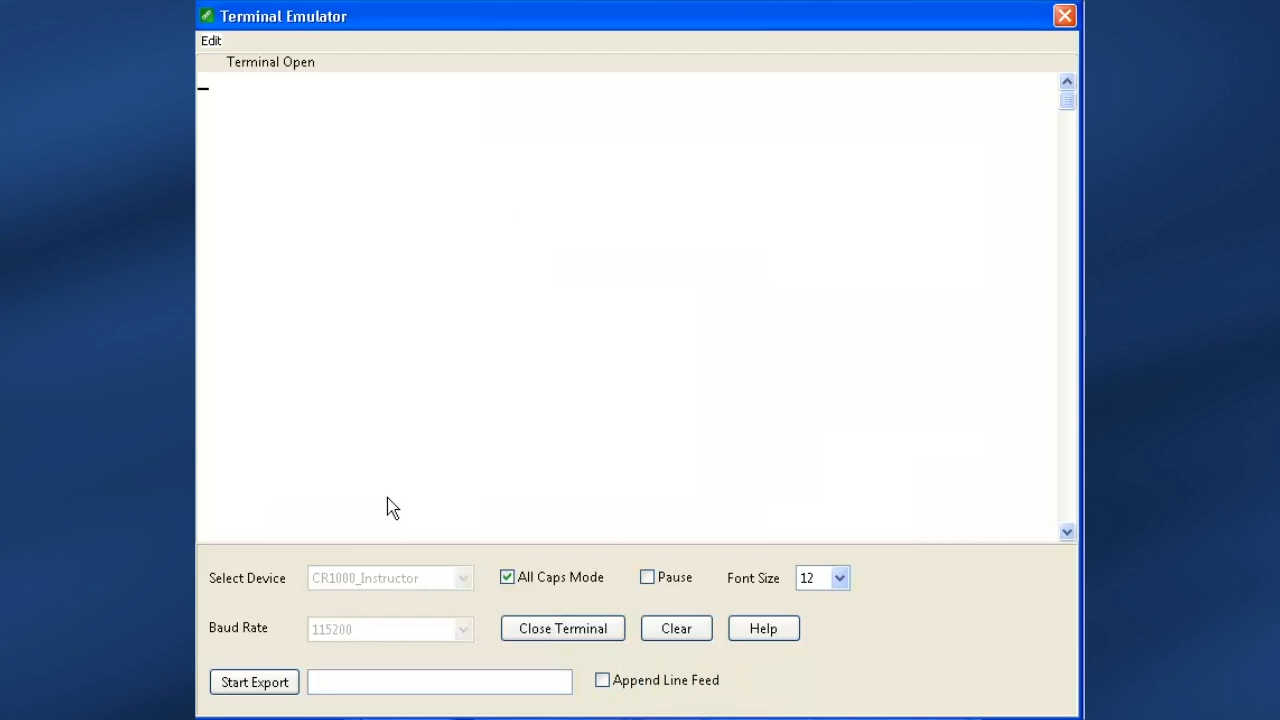 Terminal Emulator
Edit
Terminal Open
Select Device CR1000_Instructor All Caps Mode Pause Font Size 12
Baud Rate 115200 Close Terminal Clear Help
Start Export Append Line Feed